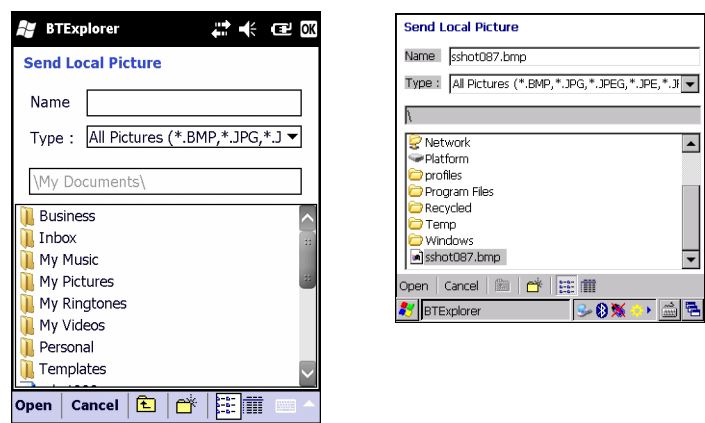 BTExplorer
OK
Send Local Picture
Name
Type : All Pictures (*.BMP,*.JPG,*.J
\My Documents\
Business
Inbox
My Music
My Pictures
My Ringtones
My Videos
Personal
Templates
Open Cancel
Send Local Picture
Name sshot087.bmp
Type : All Pictures (*.BMP,*.JPG,*.JPEG,*.JPE,*.JF
\
Network
Platform
profiles
Program Files
Recycled
Temp
Windows
sshot087.bmp
Open Cancel
BTExplorer